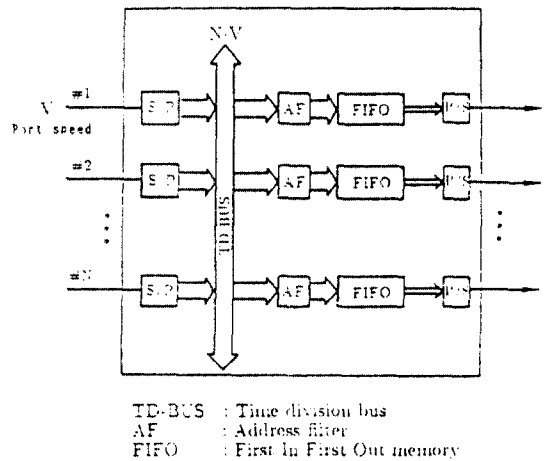 N·V
#1
V
Port speed
S/P
AF
FIFO
P/S
#2
S/P
AF
FIFO
P/S
TD-BUS
#N
S/P
AF
FIFO
P/S
TD-BUS : Time division bus
AF : Address filter
FIFO : First In First Out memory